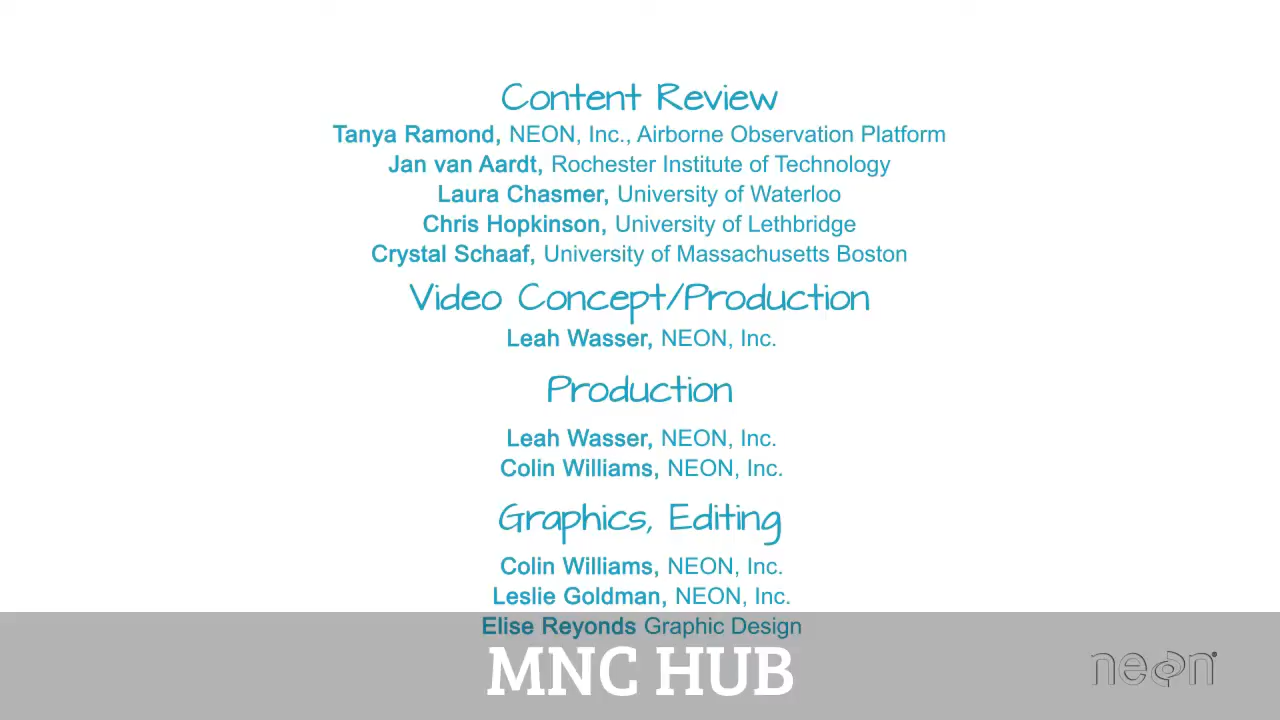 Content Review
Tanya Ramond, NEON, Inc., Airborne Observation Platform
Jan van Aardt, Rochester Institute of Technology
Laura Chasmer, University of Waterloo
Chris Hopkinson, University of Lethbridge
Crystal Schaaf, University of Massachusetts Boston
Video Concept/Production
Leah Wasser, NEON, Inc.
Production
Leah Wasser, NEON, Inc.
Colin Williams, NEON, Inc.
Graphics, Editing
Colin Williams, NEON, Inc.
Leslie Goldman, NEON, Inc.
Elise Reyonds Graphic Design
MNC HUB
neon